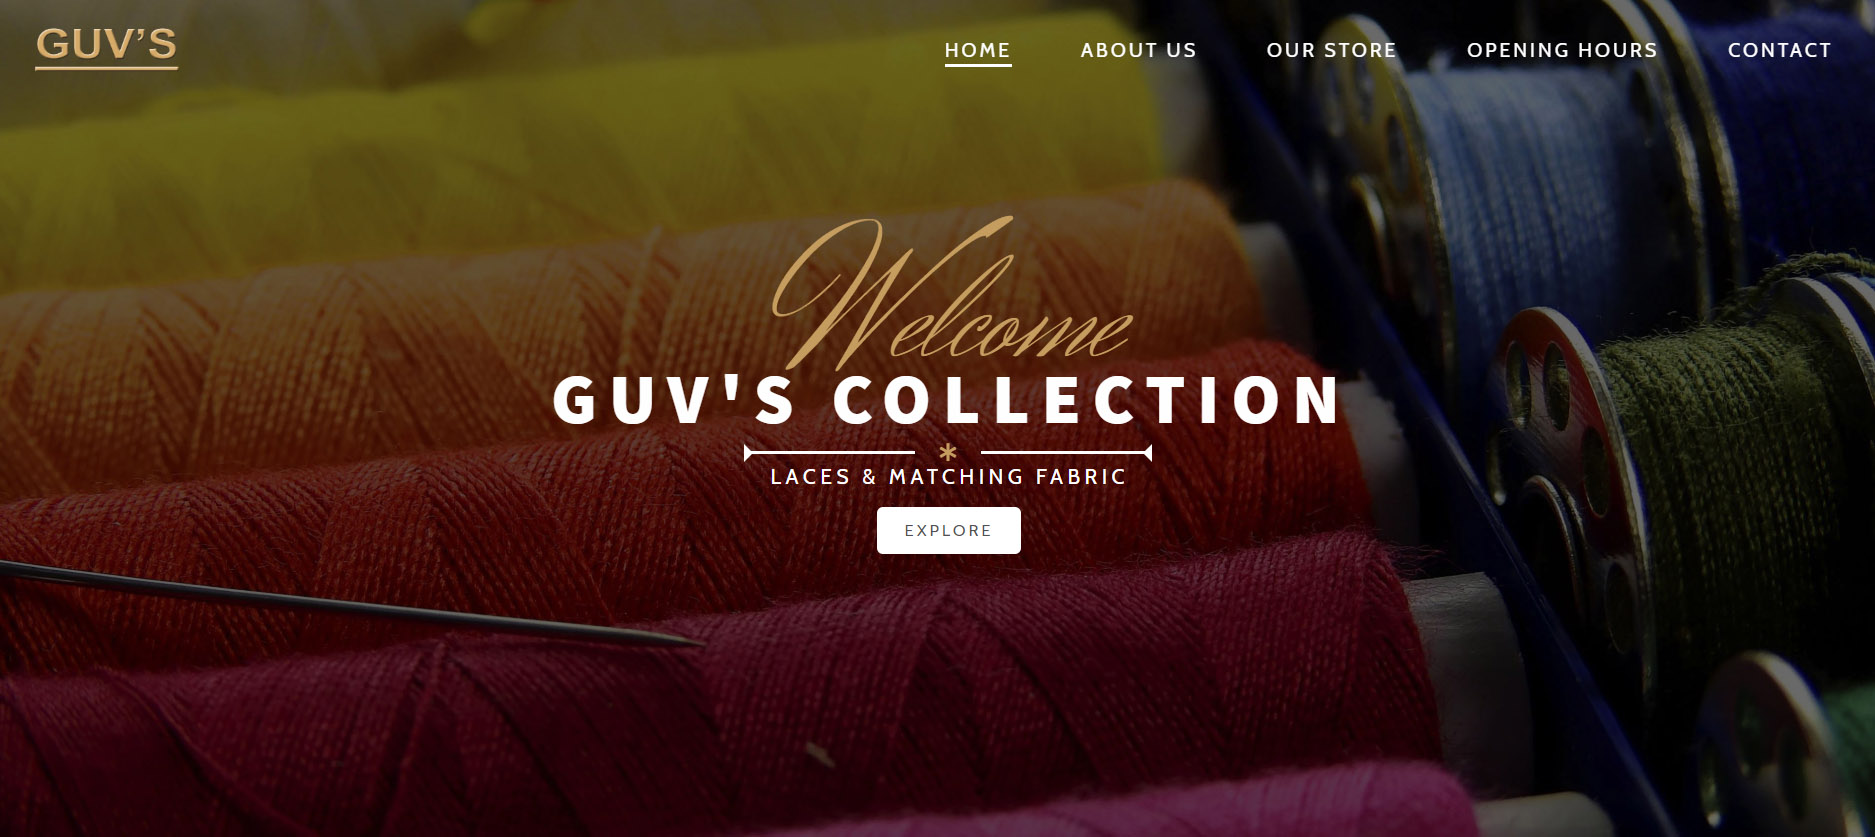 GUV'S
HOME ABOUT US OUR STORE OPENING HOURS CONTACT
Welcome
GUV'S COLLECTION
*
LACES & MATCHING FABRIC
EXPLORE